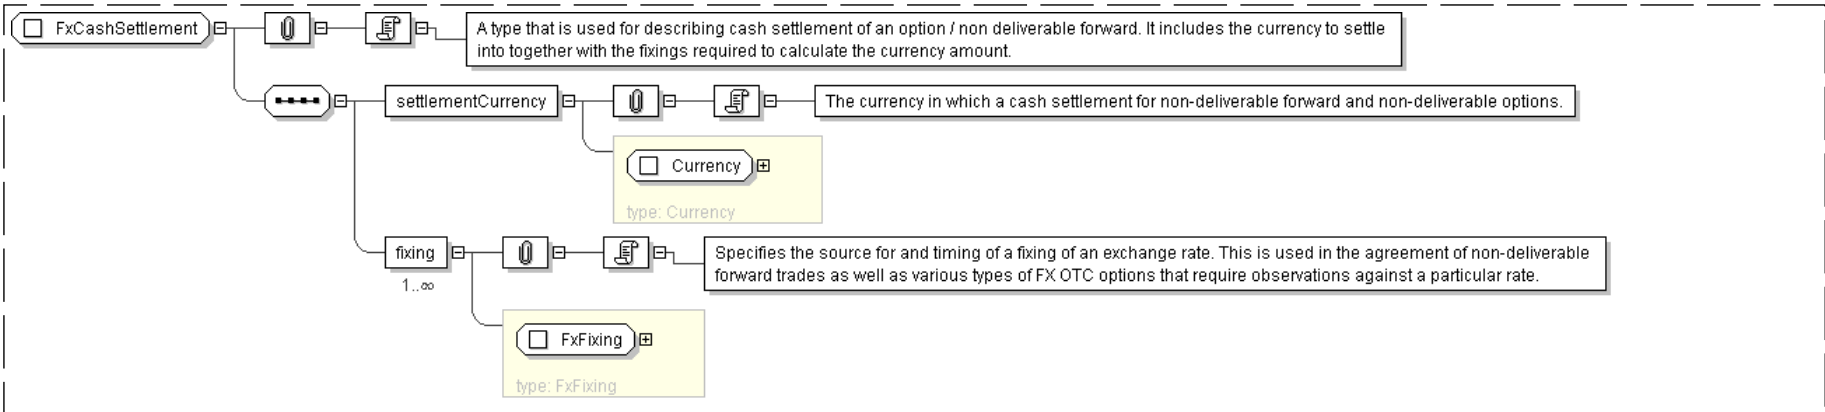 FxCashSettlement
A type that is used for describing cash settlement of an option / non deliverable forward. It includes the currency to settle
into together with the fixings required to calculate the currency amount.
settlementCurrency
The currency in which a cash settlement for non-deliverable forward and non-deliverable options.
Currency
type: Currency
fixing
1..∞
Specifies the source for and timing of a fixing of an exchange rate. This is used in the agreement of non-deliverable
forward trades as well as various types of FX OTC options that require observations against a particular rate.
FxFixing
type: FxFixing